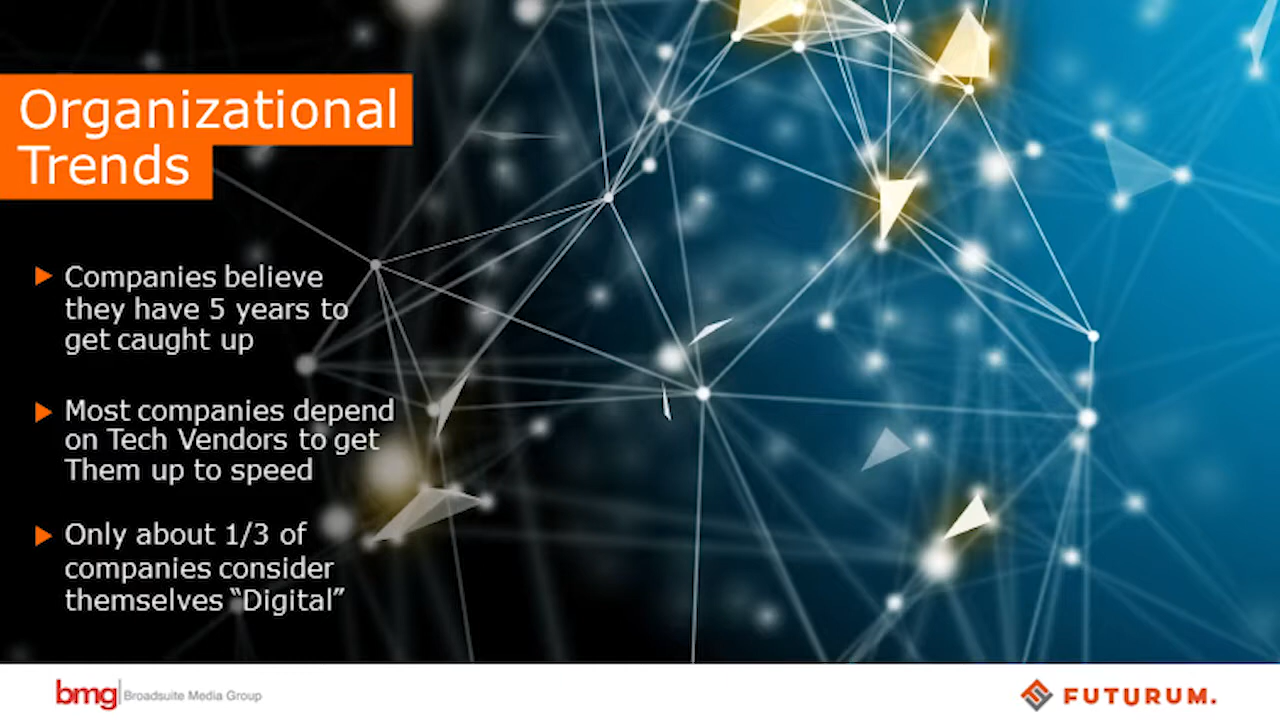 Organizational
Trends
Companies believe
they have 5 years to
get caught up
Most companies depend
on Tech Vendors to get
Them up to speed
Only about 1/3 of
companies consider
themselves “Digital”
bmg Broadsuite Media Group
FUTURUM.